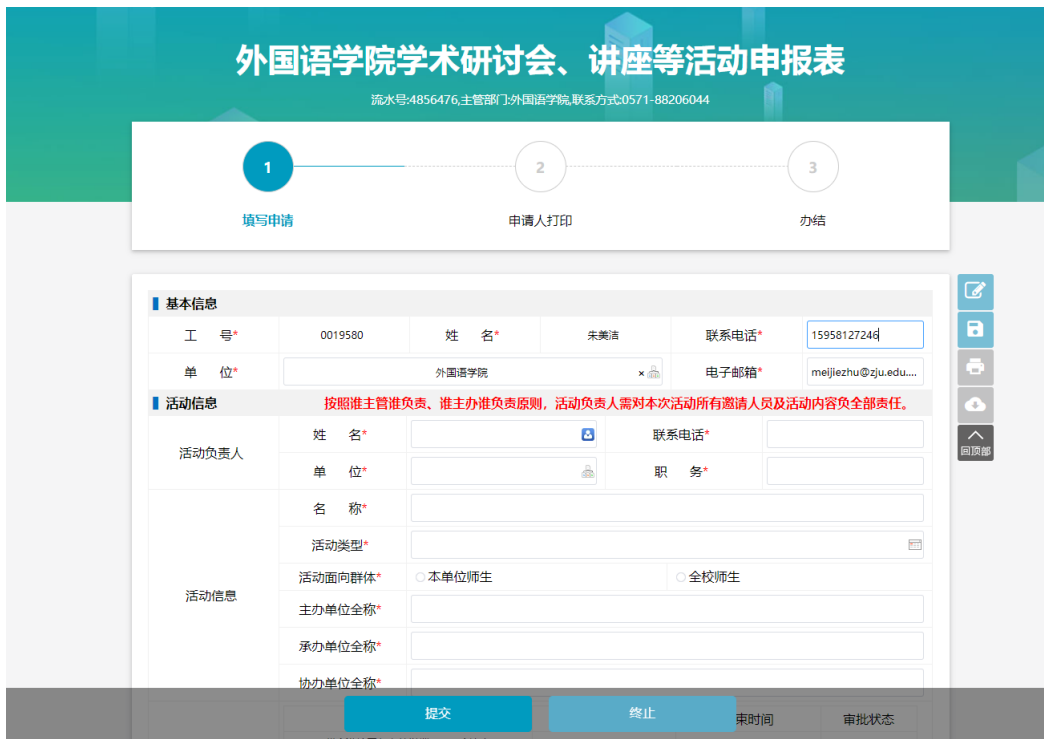 外国语学院学术研讨会、讲座等活动申报表
流水号:4856476,主管部门:外国语学院,联系方式:0571-88206044
1 2 3
填写申请 申请人打印 办结
基本信息
工 号* 0019580 姓 名* 朱美洁 联系电话* 15958127246
单 位* 外国语学院 × 电子邮箱* meijiezhu@zju.edu....
活动信息 按照谁主管谁负责、谁主办谁负责原则，活动负责人需对本次活动所有邀请人员及活动内容负全部责任。
回顶部
活动负责人 姓 名* 联系电话*
单 位* 职 务*
活动信息 名 称*
活动类型*
活动面向群体* 本单位师生 全校师生
主办单位全称*
承办单位全称*
协办单位全称*
提交 终止
束时间 审批状态